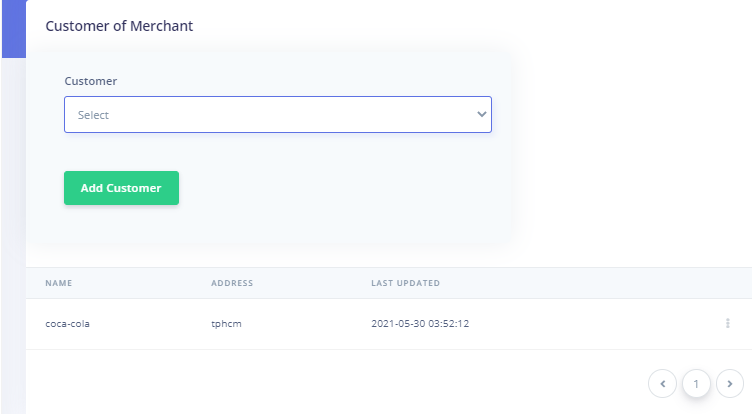 Customer of Merchant
Customer
Select
Add Customer
NAME ADDRESS LAST UPDATED
coca-cola tphcm 2021-05-30 03:52:12
1